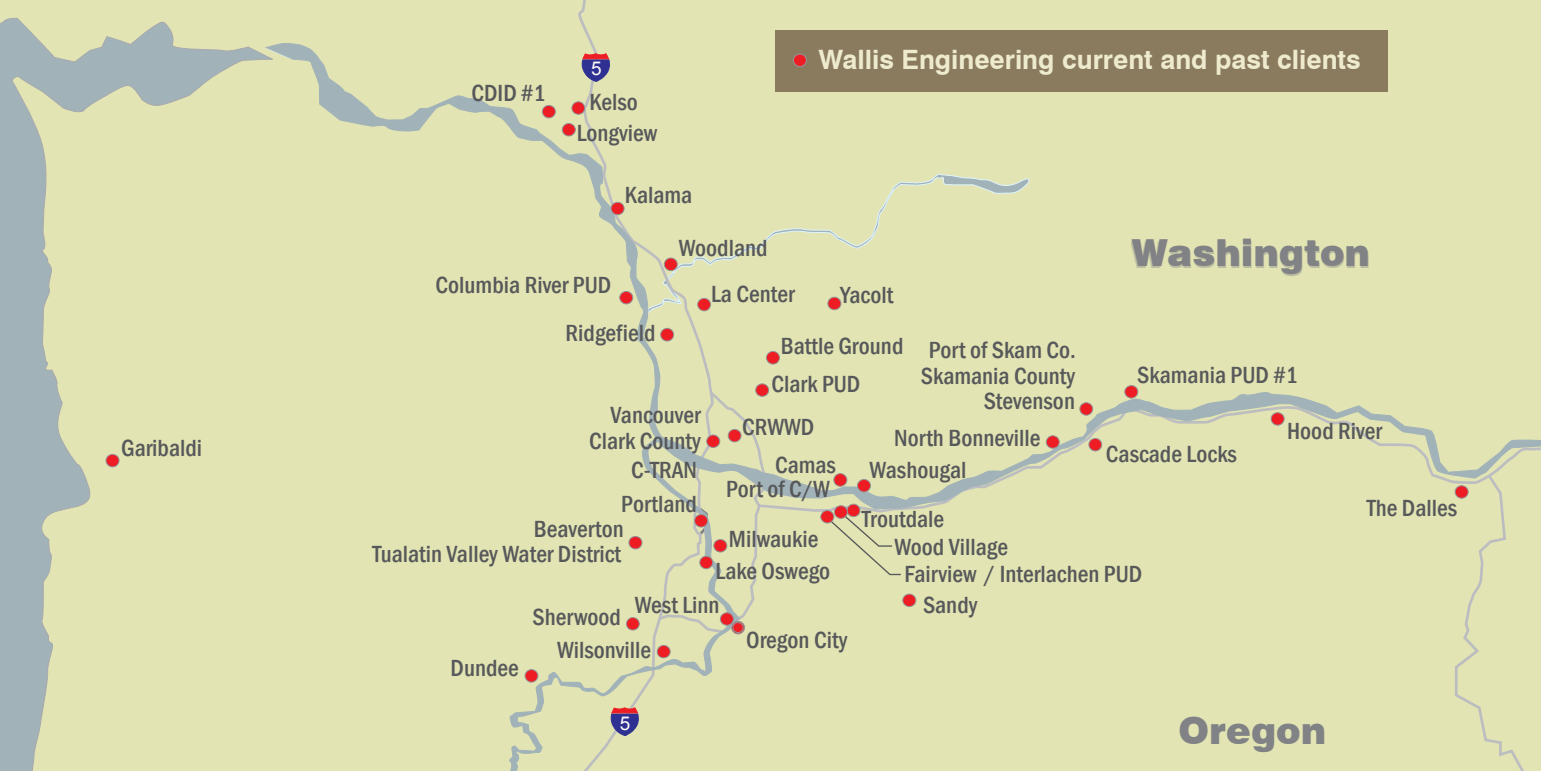 5
Wallis Engineering current and past clients
CDID #1
Kelso
Longview
Kalama
Woodland
Washington
Columbia River PUD
La Center
Yacolt
Ridgefield
Battle Ground
Port of Skam Co.
Skamania County
Stevenson
Skamania PUD #1
Clark PUD
Vancouver
Clark County
C-TRAN
CRWWD
North Bonneville
Hood River
Cascade Locks
Garibaldi
Camas
Port of C/W
Washougal
Portland
The Dalles
Troutdale
Beaverton
Tualatin Valley Water District
Milwaukie
Wood Village
Lake Oswego
Fairview / Interlachen PUD
Sandy
West Linn
Sherwood
Oregon City
Wilsonville
Dundee
5
Oregon